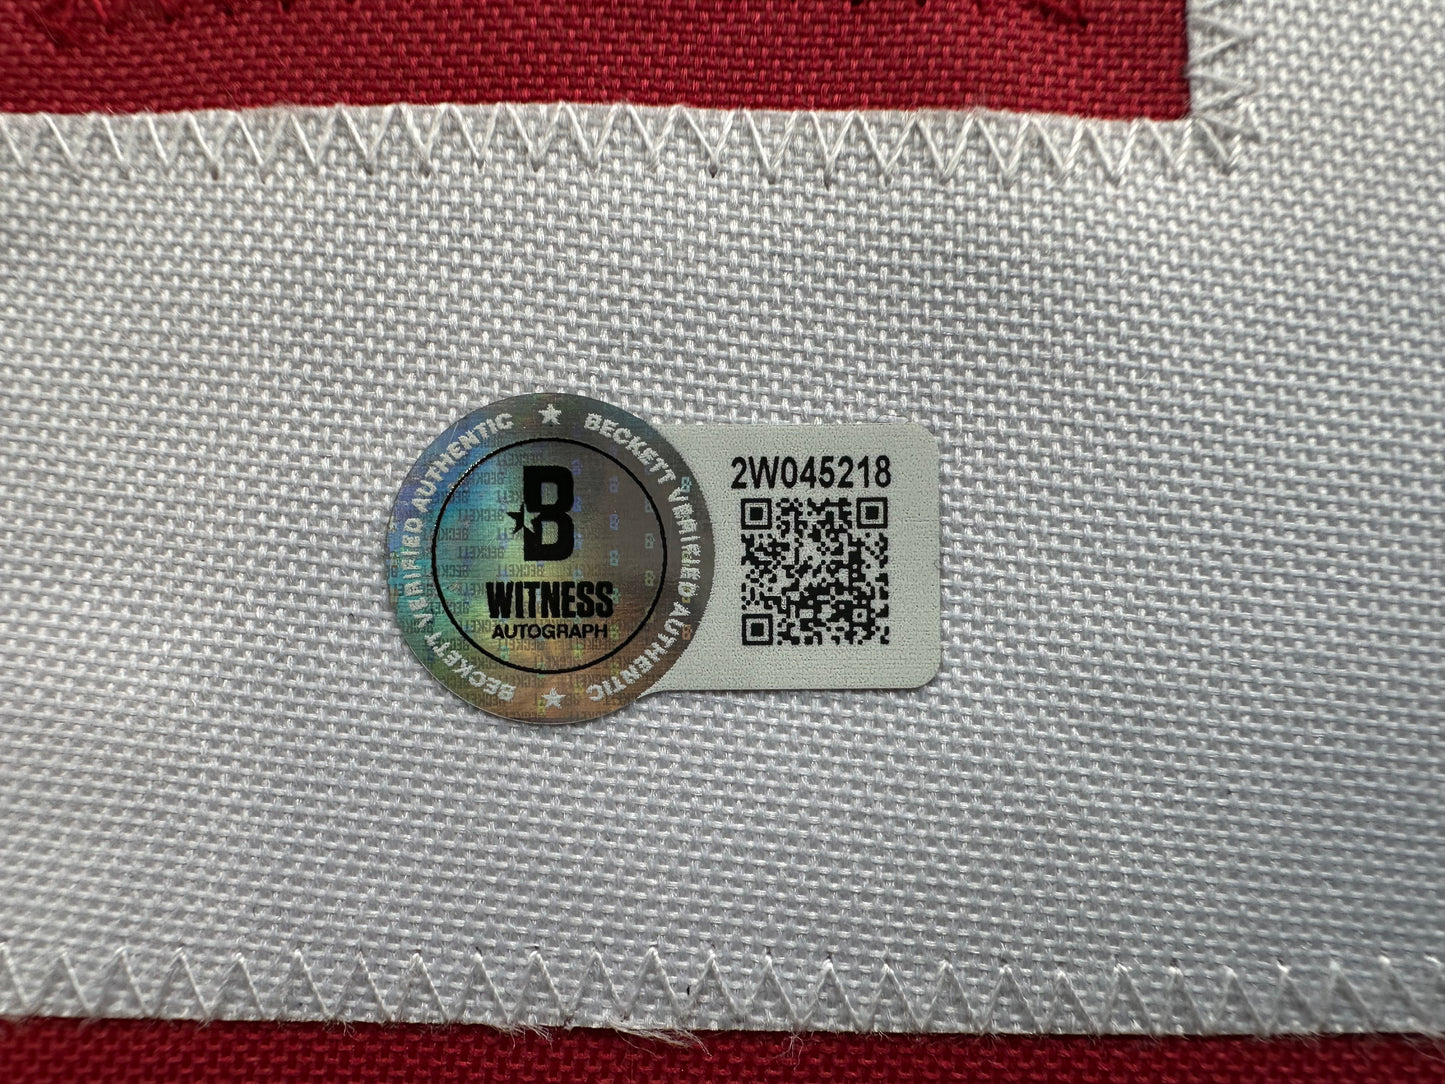 BECKETT VERIFIED AUTHENTIC
BECKETT VERIFIED AUTHENTIC
B
WITNESS
AUTOGRAPH
2W045218